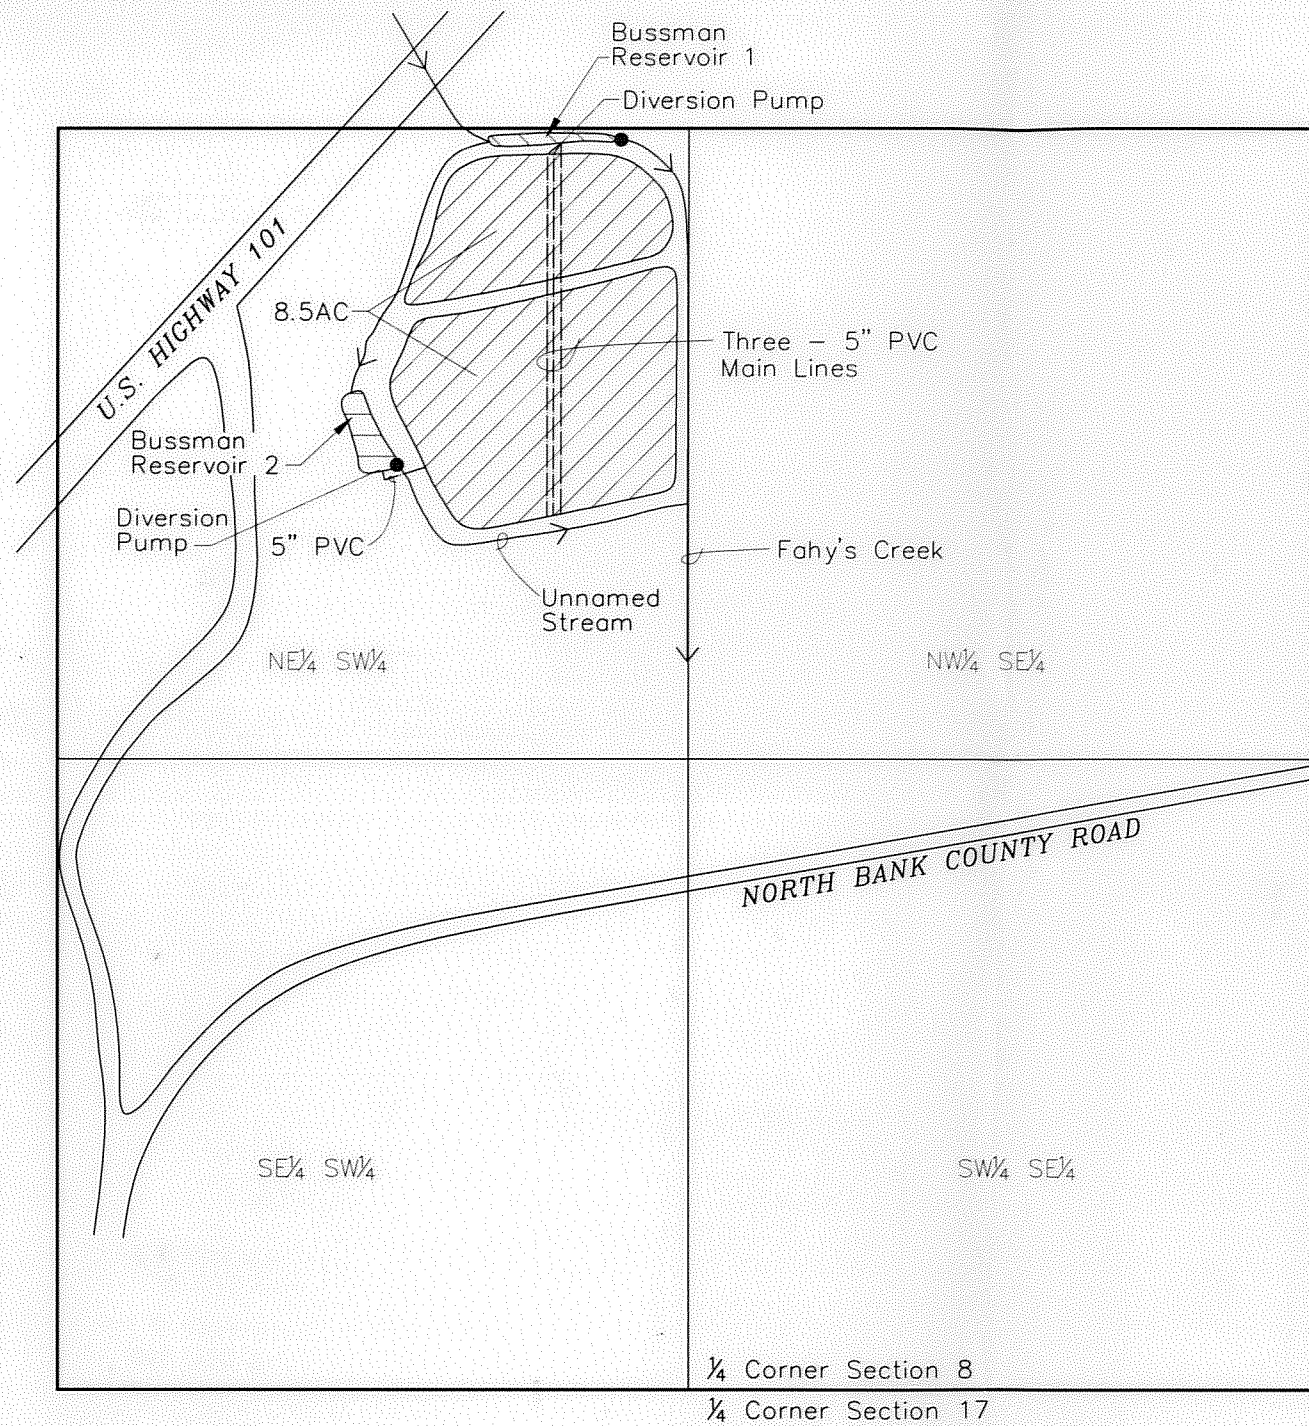 Bussman
Reservoir 1
Diversion Pump
U.S. HIGHWAY 101
8.5AC
Three – 5" PVC
Main Lines
Bussman
Reservoir 2
Diversion
Pump
5" PVC
Fahy's Creek
Unnamed
Stream
NE¼ SW¼
NW¼ SE¼
NORTH BANK COUNTY ROAD
SE¼ SW¼
SW¼ SE¼
¼ Corner Section 8
¼ Corner Section 17